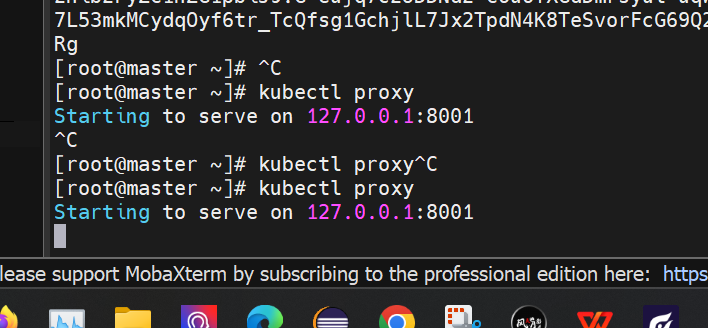 7L53mkMCydqOyf6tr_TcQfsg1GchjlL7Jx2TpdN4K8TeSvorFcG69Q2
Rg
[root@master ~]# ^C
[root@master ~]# kubectl proxy
Starting to serve on 127.0.0.1:8001
^C
[root@master ~]# kubectl proxy^C
[root@master ~]# kubectl proxy
Starting to serve on 127.0.0.1:8001
lease support MobaXterm by subscribing to the professional edition here: https